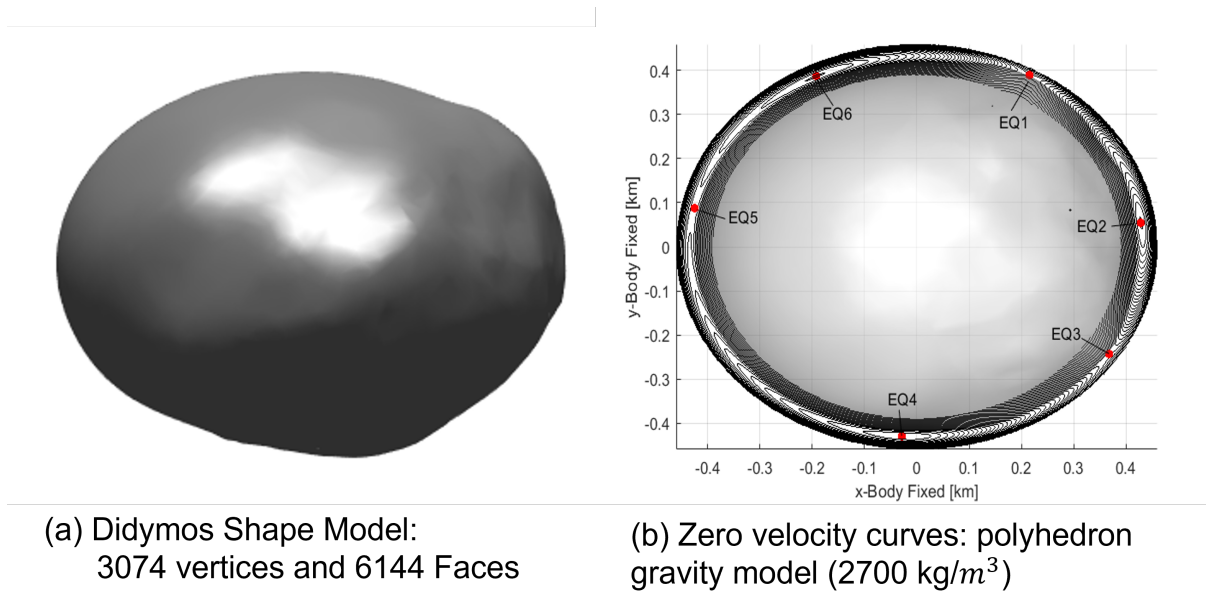 0.4
0.3
0.2
0.1
0
-0.1
-0.2
-0.3
-0.4
y-Body Fixed [km]
EQ6
EQ1
EQ5
EQ2
EQ3
EQ4
-0.4 -0.3 -0.2 -0.1 0 0.1 0.2 0.3 0.4
x-Body Fixed [km]
(a) Didymos Shape Model:
3074 vertices and 6144 Faces
(b) Zero velocity curves: polyhedron
gravity model (2700 kg/m³)